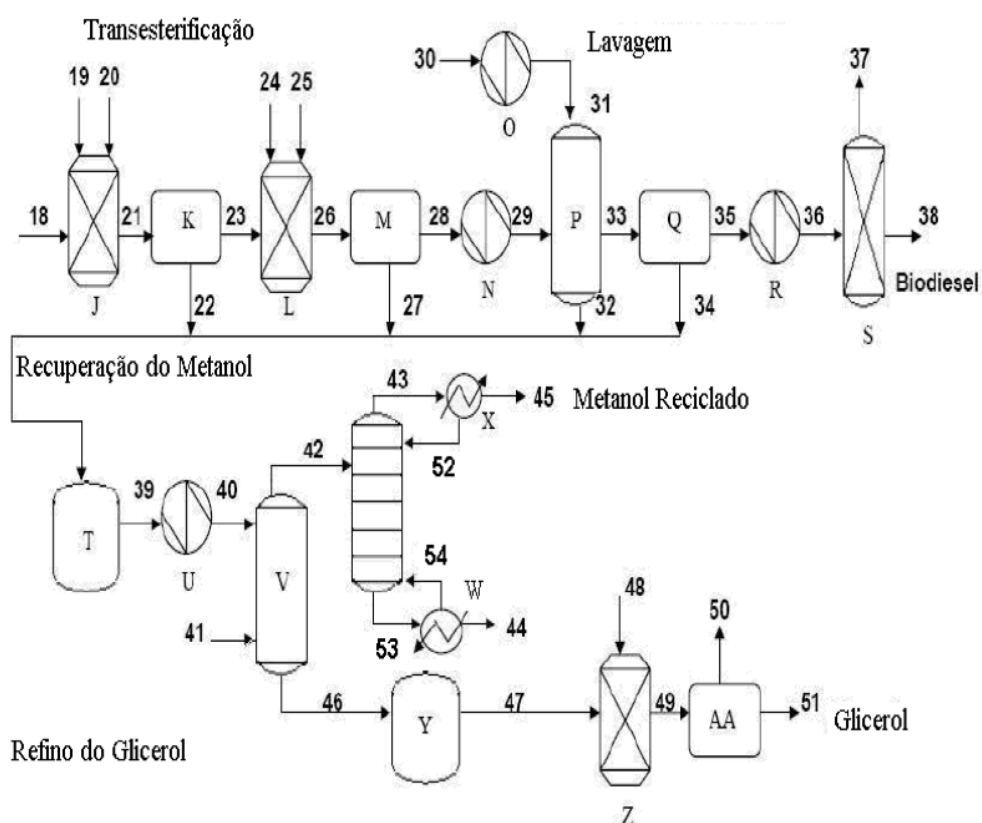 Transesterificação
Lavagem
19 20
24 25
30
37
O
31
18
J
21
K
23
L
26
M
28
N
29
P
33
Q
35
R
36
S
38
Biodiesel
22
27
32
34
Recuperação do Metanol
43
X
45
Metanol Reciclado
42
52
39
40
T
U
V
54
W
41
53
44
48
50
46
Y
47
Z
49
AA
51
Glicerol
Refino do Glicerol